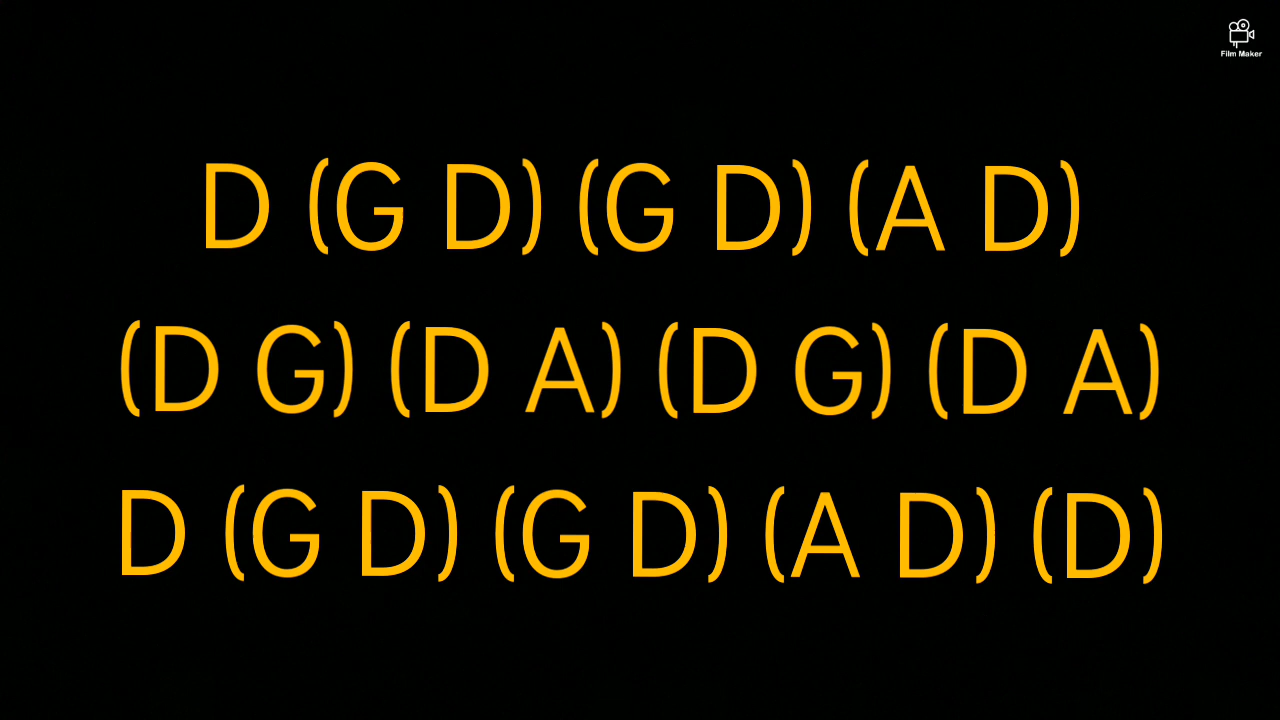 Film Maker
D (G D) (G D) (A D)
(D G) (D A) (D G) (D A)
D (G D) (G D) (A D) (D)